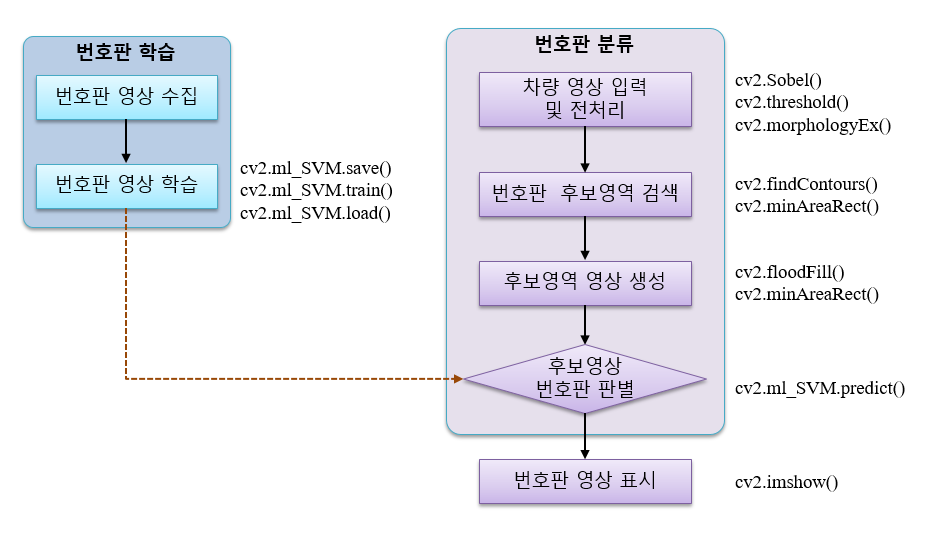 번호판 학습
번호판 영상 수집
번호판 영상 학습
cv2.ml_SVM.save()
cv2.ml_SVM.train()
cv2.ml_SVM.load()
번호판 분류
차량 영상 입력
및 전처리
cv2.Sobel()
cv2.threshold()
cv2.morphologyEx()
번호판 후보영역 검색
cv2.findContours()
cv2.minAreaRect()
후보영역 영상 생성
cv2.floodFill()
cv2.minAreaRect()
후보영상
번호판 판별
cv2.ml_SVM.predict()
번호판 영상 표시
cv2.imshow()